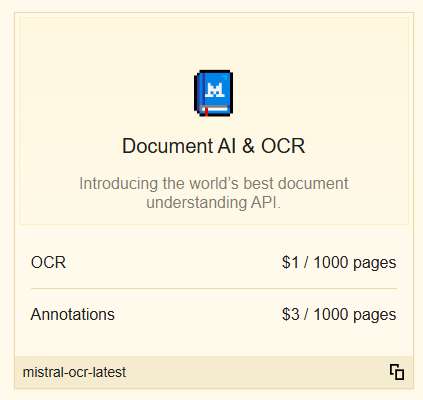 Document AI & OCR
Introducing the world's best document
understanding API.
OCR $1 / 1000 pages
Annotations $3 / 1000 pages
mistral-ocr-latest